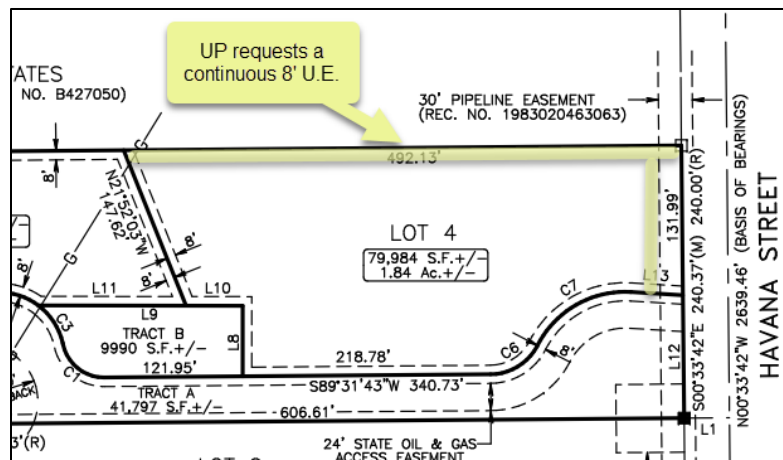 UP requests a
continuous 8' U.E.
TATES
NO. B427050)
30' PIPELINE EASEMENT
(REC. NO. 1983020463063)
G
492.13'
8'
N21°52'03"W
147.62'
131.99'
240.00'(R)
S00°33'42"E 240.37'(M)
N00°33'42"W 2639.46' (BASIS OF BEARINGS)
HAVANA STREET
LOT 4
79,984 S.F.+/-
1.84 Ac.+/-
/-
8'
8'
8'
G
L11
L10
L13
C7
L9
C3
TRACT B
9990 S.F.+/-
L8
L12
121.95'
218.78'
C6
8'
C1
S89°31'43"W 340.73'
TRACT A
41,797 S.F.+/-
606.61'
BACK
3'(R)
L1
24' STATE OIL & GAS
ACCESS EASEMENT